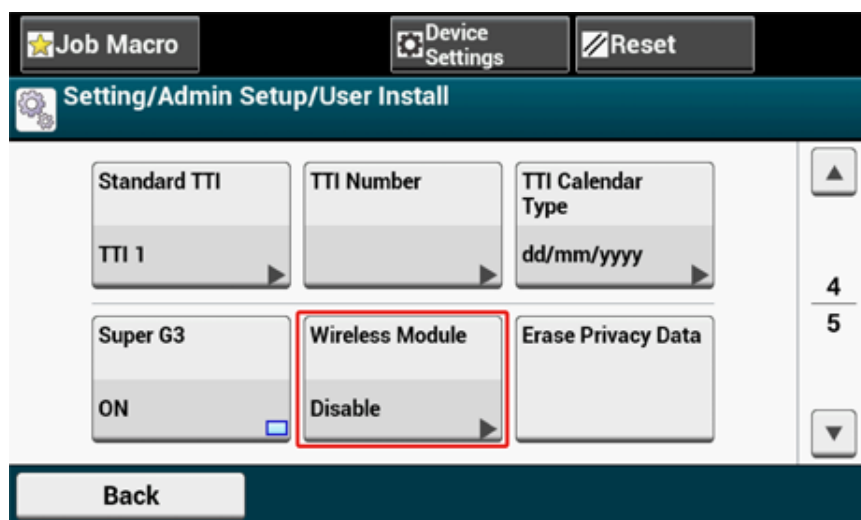 Job Macro
Device
Settings
Reset
Setting/Admin Setup/User Install
Standard TTI
TTI 1
TTI Number
TTI Calendar
Type
dd/mm/yyyy
4
5
Super G3
ON
Wireless Module
Disable
Erase Privacy Data
Back